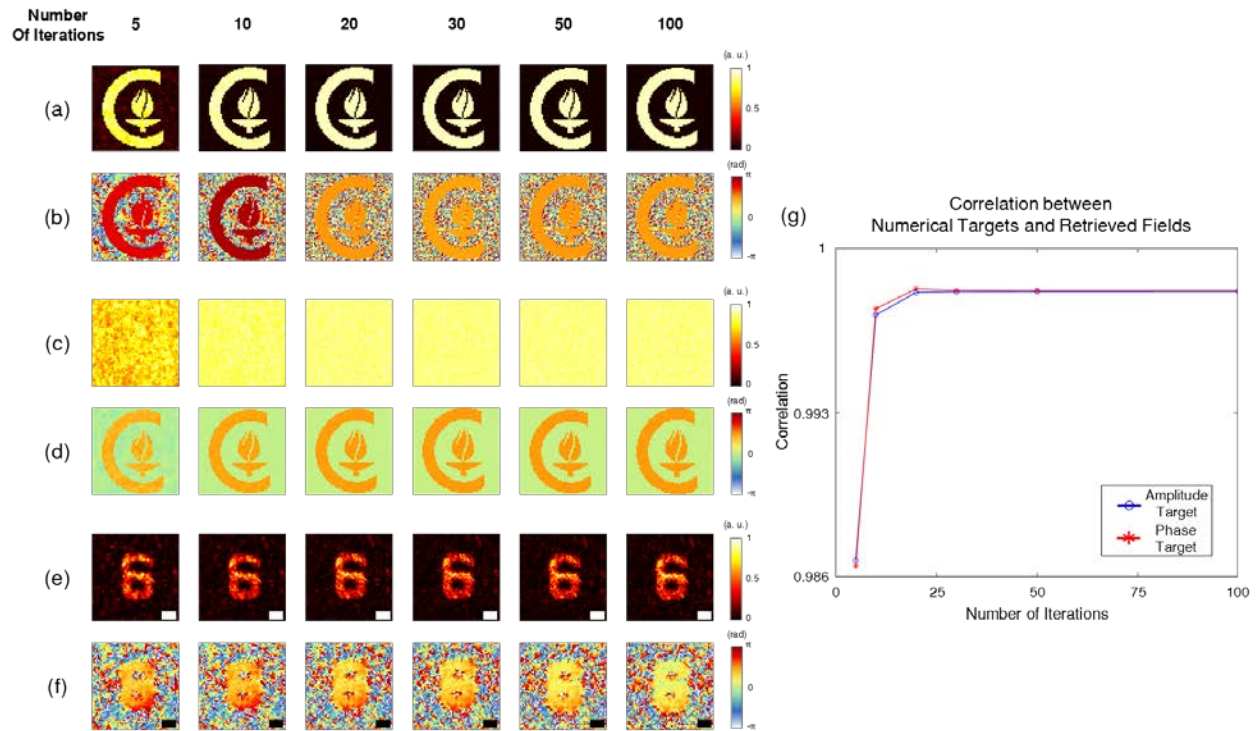 Number
Of Iterations 5 10 20 30 50 100
(a)
(a. u.)
1
0.5
0
(b)
(rad)
π
0
-π
(c)
(a. u.)
1
0.5
0
(d)
(rad)
π
0
-π
(e)
(a. u.)
1
0.5
0
(f)
(rad)
π
0
-π
(g)
Correlation between
Numerical Targets and Retrieved Fields
Correlation
1
0.993
0.986
0 25 50 75 100
Number of Iterations
Amplitude
Target
Phase
Target